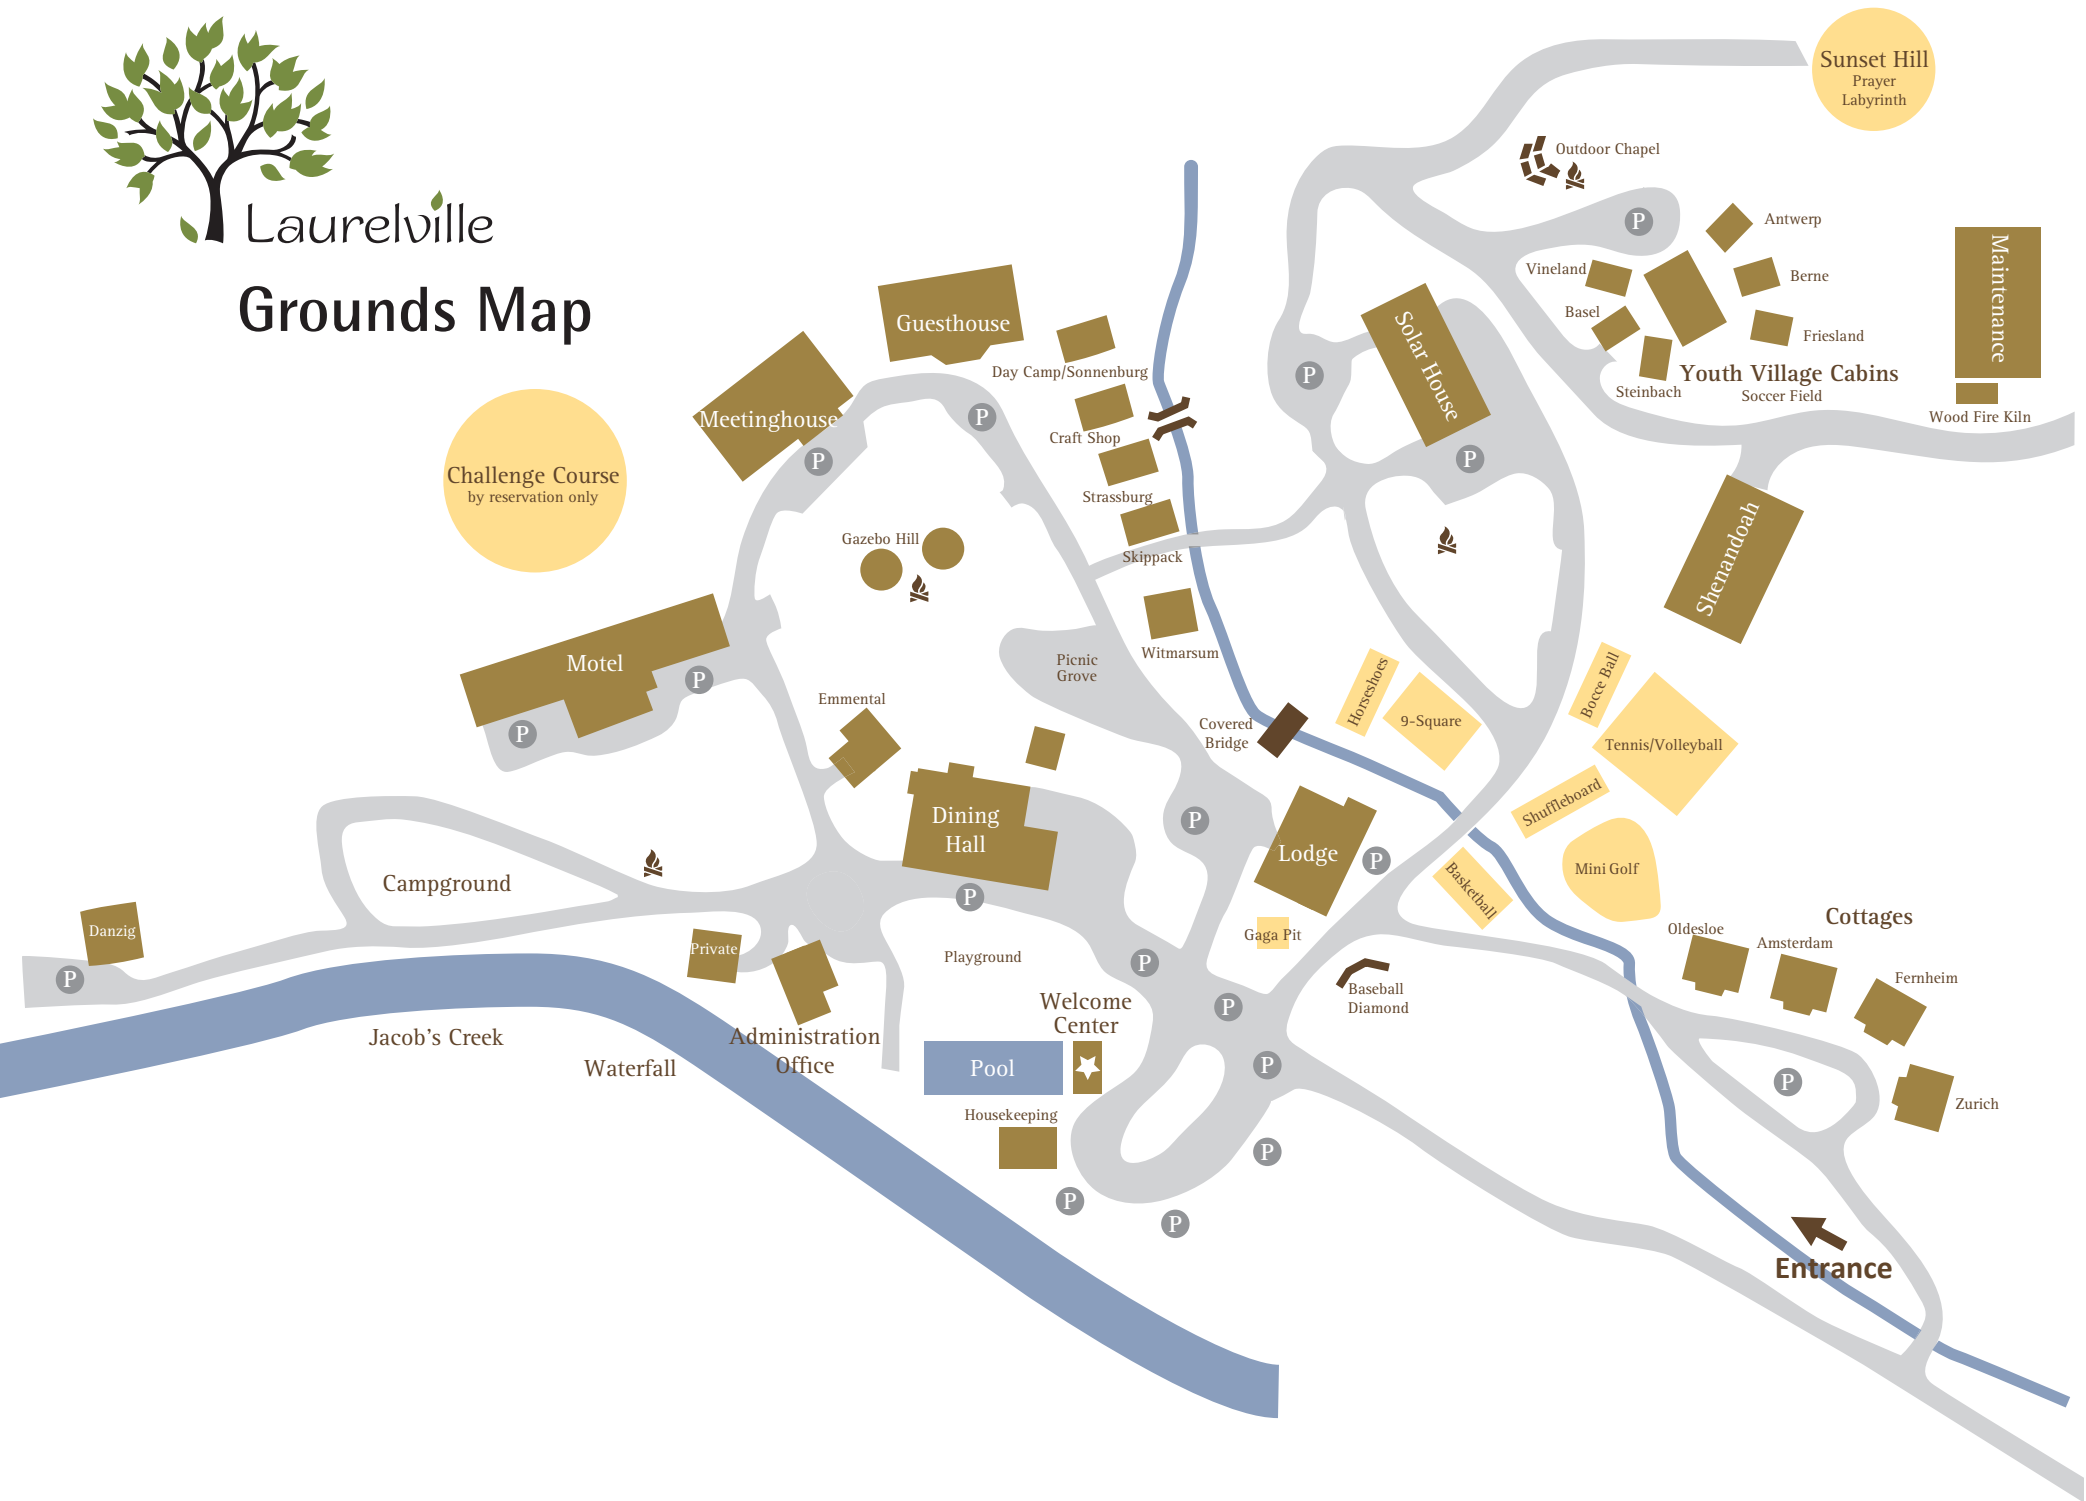 Laurelville
Grounds Map
Sunset Hill
Prayer
Labyrinth
Outdoor Chapel
P
Antwerp
Vineland
Berne
Basel
Friesland
Steinbach
Youth Village Cabins
Soccer Field
Maintenance
Wood Fire Kiln
Guesthouse
Day Camp/Sonnenburg
Solar House
P
P
Meetinghouse
P
P
Craft Shop
Challenge Course
by reservation only
Strassburg
Gazebo Hill
Skippack
Shenandoah
Witmarsum
Picnic
Grove
Motel
P
P
Emmental
Covered
Bridge
Horseshoes
9-Square
Bocce Ball
Tennis/Volleyball
Shuffleboard
Mini Golf
Basketball
Dining
Hall
P
P
Lodge
P
Gaga Pit
Campground
Danzig
P
Private
Playground
P
P
Baseball
Diamond
Cottages
Oldesloe
Amsterdam
Fernheim
Zurich
P
Welcome
Center
Jacob's Creek
Waterfall
Administration
Office
Pool
P
Housekeeping
P
P
P
Entrance